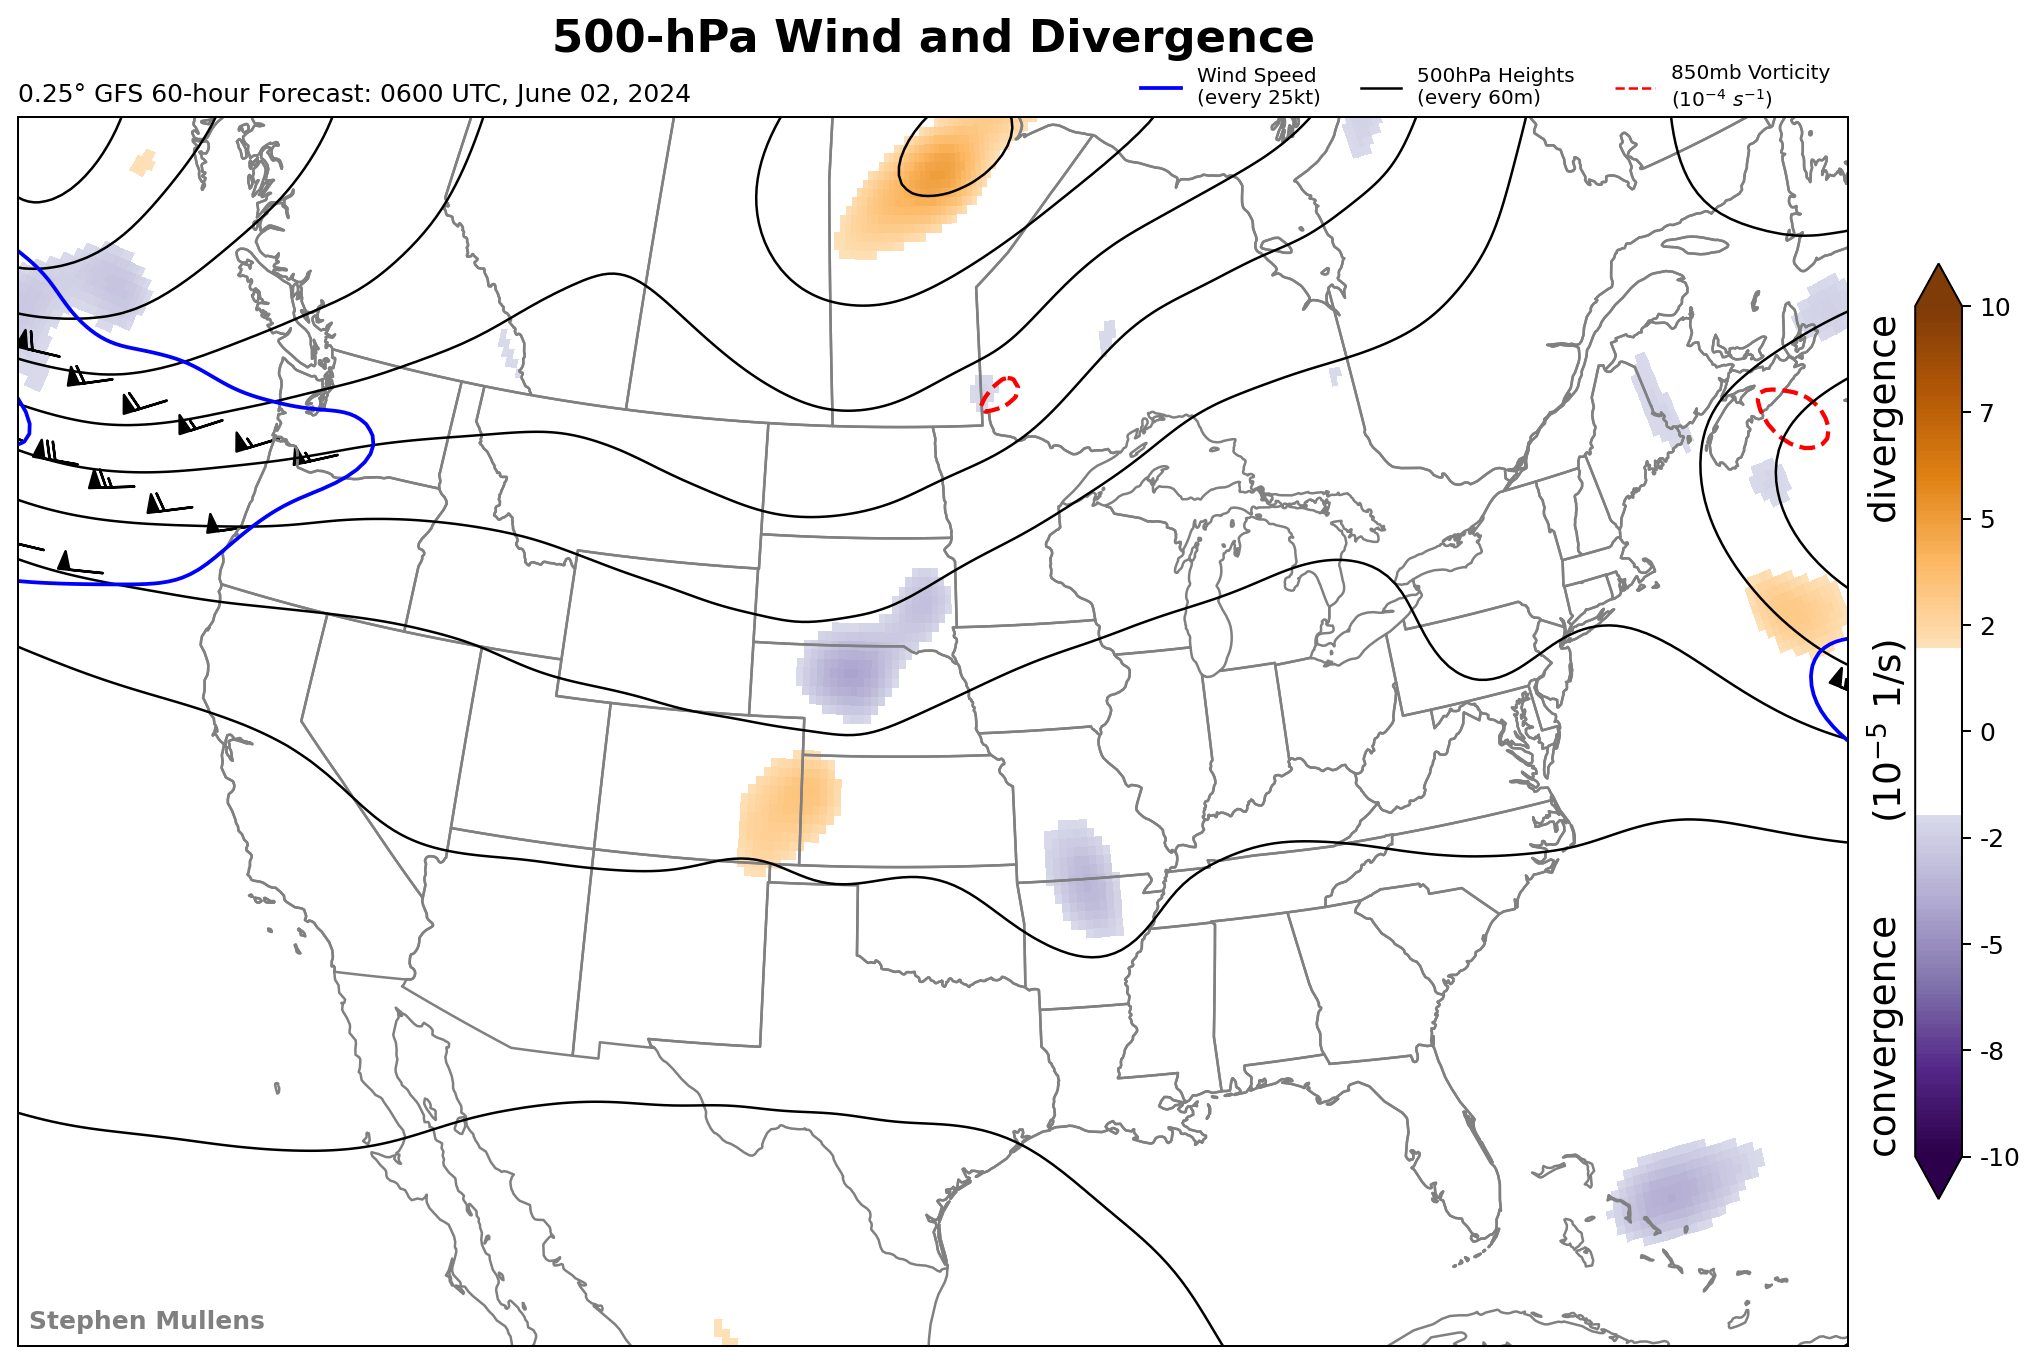 500-hPa Wind and Divergence
0.25° GFS 60-hour Forecast: 0600 UTC, June 02, 2024
Wind Speed
(every 25kt)
500hPa Heights
(every 60m)
850mb Vorticity
(10⁻⁴ s⁻¹)
10
7
5
2
0
-2
-5
-8
-10
convergence (10⁻⁵ 1/s) divergence
Stephen Mullens